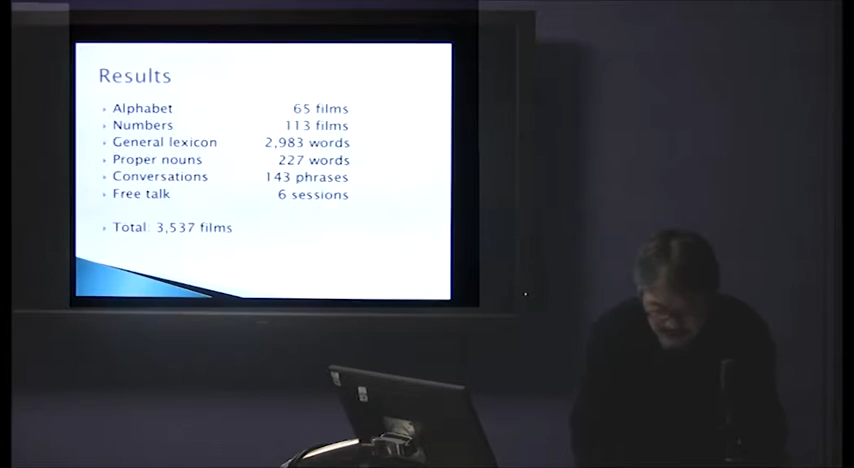 Results
Alphabet 65 films
Numbers 113 films
General lexicon 2,983 words
Proper nouns 227 words
Conversations 143 phrases
Free talk 6 sessions
Total: 3,537 films